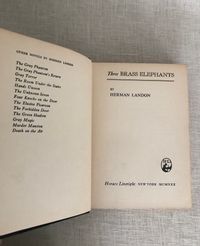 OTHER NOVELS BY HERMAN LANDON
The Gray Phantom
The Gray Phantom's Return
Gray Terror
The Room Under the Stairs
Hands Unseen
The Unknown Seven
Four Knocks on the Door
The Elusive Picaroon
The Forbidden Door
The Green Shadow
Gray Magic
Murder Mansion
Death on the Air
Three BRASS ELEPHANTS
BY
HERMAN LANDON
Horace Liveright NEW YORK MCMXXX